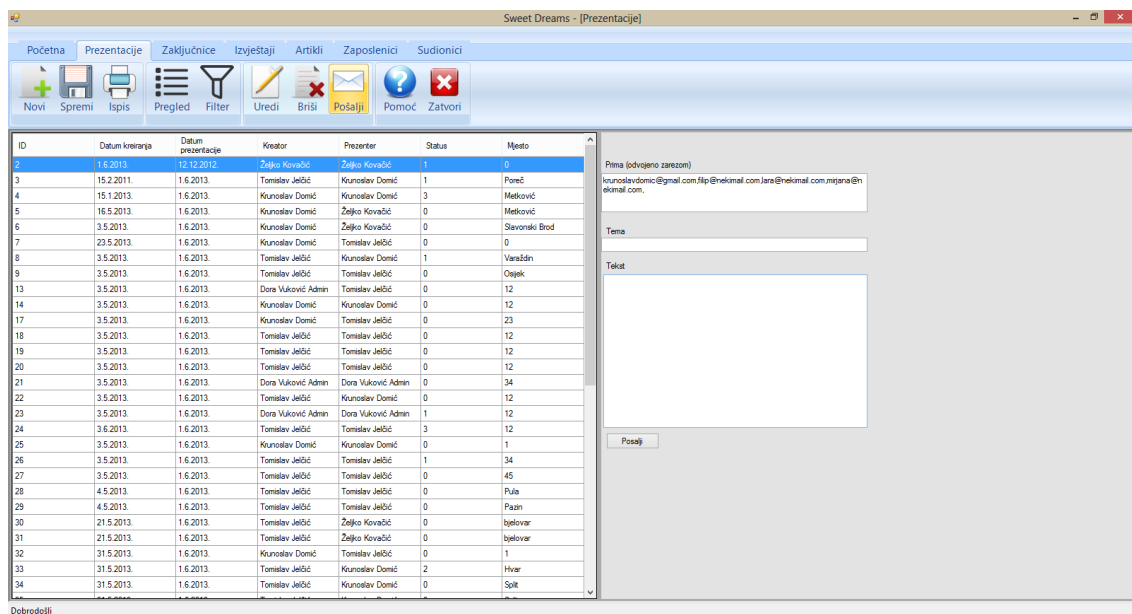 Sweet Dreams - [Prezentacije]
Početna Prezentacije Zaključnice Izvještaji Artikli Zaposlenici Sudionici
Novi Spremi Ispis Pregled Filter Uredi Briši Pošalji Pomoć Zatvori
ID Datum kreiranja Datum prezentacije Kreator Prezenter Status Mjesto
2 1.6.2013. 12.12.2012. Željko Kovačić Željko Kovačić 1 0
3 15.2.2011. 1.6.2013. Tomislav Jelčić Krunoslav Domić 1 Poreč
4 15.1.2013. 1.6.2013. Krunoslav Domić Krunoslav Domić 3 Metković
5 16.5.2013. 1.6.2013. Krunoslav Domić Željko Kovačić 0 Metković
6 3.5.2013. 1.6.2013. Krunoslav Domić Željko Kovačić 0 Slavonski Brod
7 23.5.2013. 1.6.2013. Krunoslav Domić Tomislav Jelčić 0 0
8 3.5.2013. 1.6.2013. Tomislav Jelčić Krunoslav Domić 1 Varaždin
9 3.5.2013. 1.6.2013. Tomislav Jelčić Tomislav Jelčić 0 Osijek
13 3.5.2013. 1.6.2013. Dora Vuković Admin Tomislav Jelčić 0 12
14 3.5.2013. 1.6.2013. Krunoslav Domić Krunoslav Domić 0 12
17 3.5.2013. 1.6.2013. Krunoslav Domić Tomislav Jelčić 0 23
18 3.5.2013. 1.6.2013. Tomislav Jelčić Tomislav Jelčić 0 12
19 3.5.2013. 1.6.2013. Tomislav Jelčić Tomislav Jelčić 0 12
20 3.5.2013. 1.6.2013. Tomislav Jelčić Tomislav Jelčić 0 12
21 3.5.2013. 1.6.2013. Dora Vuković Admin Dora Vuković Admin 0 34
22 3.5.2013. 1.6.2013. Tomislav Jelčić Krunoslav Domić 0 12
23 3.5.2013. 1.6.2013. Dora Vuković Admin Dora Vuković Admin 1 12
24 3.6.2013. 1.6.2013. Tomislav Jelčić Tomislav Jelčić 3 12
25 3.5.2013. 1.6.2013. Krunoslav Domić Krunoslav Domić 0 1
26 3.5.2013. 1.6.2013. Tomislav Jelčić Tomislav Jelčić 1 34
27 3.5.2013. 1.6.2013. Tomislav Jelčić Tomislav Jelčić 0 45
28 4.5.2013. 1.6.2013. Tomislav Jelčić Tomislav Jelčić 0 Pula
29 4.5.2013. 1.6.2013. Tomislav Jelčić Tomislav Jelčić 0 Pazin
30 21.5.2013. 1.6.2013. Tomislav Jelčić Željko Kovačić 0 bjelovar
31 21.5.2013. 1.6.2013. Tomislav Jelčić Željko Kovačić 0 bjelovar
32 31.5.2013. 1.6.2013. Krunoslav Domić Tomislav Jelčić 0 1
33 31.5.2013. 1.6.2013. Tomislav Jelčić Krunoslav Domić 2 Hvar
34 31.5.2013. 1.6.2013. Tomislav Jelčić Krunoslav Domić 0 Split
Prima (odvojeno zarezom)
krunoslavdomic@gmail.com,filip@nekimail.com,lara@nekimail.com,mirjana@n
ekimail.com,
Tema
Tekst
Posalji
Dobrodošli